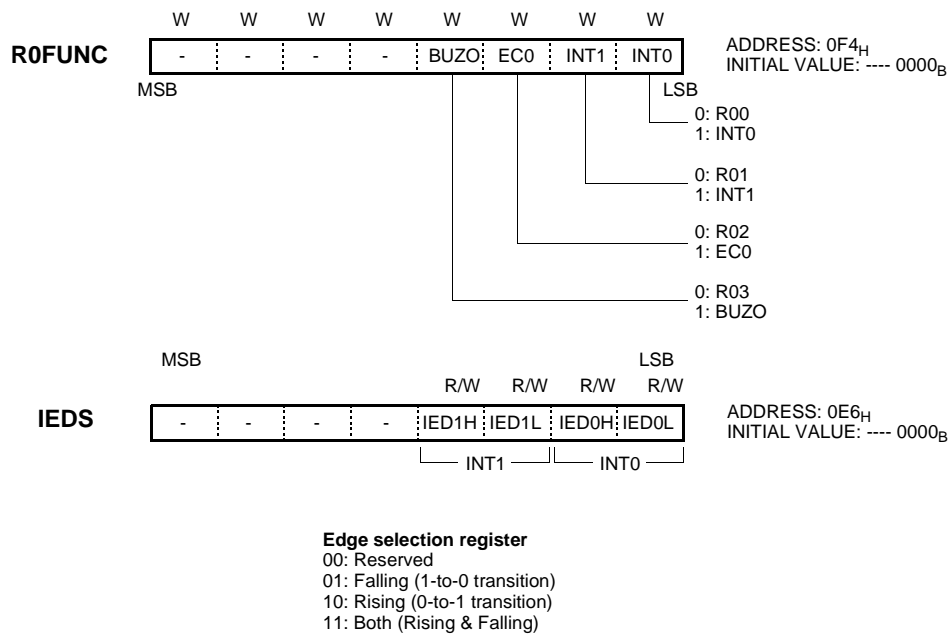 W W W W W W W W
R0FUNC - - - - BUZO EC0 INT1 INT0 ADDRESS: 0F4H
INITIAL VALUE: ---- 0000B
MSB LSB
0: R00
1: INT0
0: R01
1: INT1
0: R02
1: EC0
0: R03
1: BUZO
MSB LSB
R/W R/W R/W R/W
IEDS - - - - IED1H IED1L IED0H IED0L ADDRESS: 0E6H
INITIAL VALUE: ---- 0000B
INT1 INT0
Edge selection register
00: Reserved
01: Falling (1-to-0 transition)
10: Rising (0-to-1 transition)
11: Both (Rising & Falling)